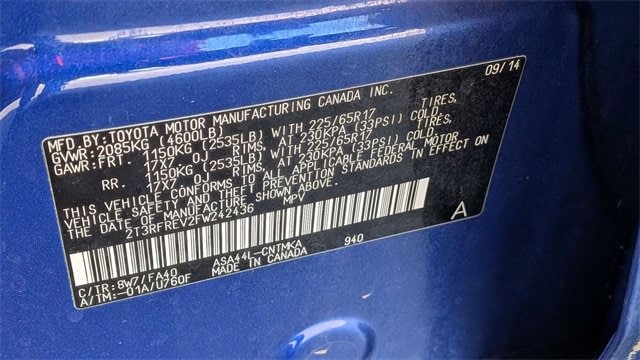 09/14
MFD.BY:TOYOTA MOTOR MANUFACTURING CANADA INC.
GVWR:2085KG (4600LB)
GAWR:FRT. 1150KG (2535LB) WITH 225/65R17 TIRES,
17X7 0J RIMS, AT 230KPA (33PSI) COLD.
RR. 1150KG (2535LB) WITH 225/65R17 TIRES,
17X7 0J RIMS, AT 230KPA (33PSI) COLD.
THIS VEHICLE CONFORMS TO ALL APPLICABLE FEDERAL MOTOR
VEHICLE SAFETY AND THEFT PREVENTION STANDARDS IN EFFECT ON
THE DATE OF MANUFACTURE SHOWN ABOVE.
2T3RFREV2FW242436 MPV
A
C/TR:8W7/FA40 ASA44L-CNTMKA 940
A/TM:-01A/U760F MADE IN CANADA